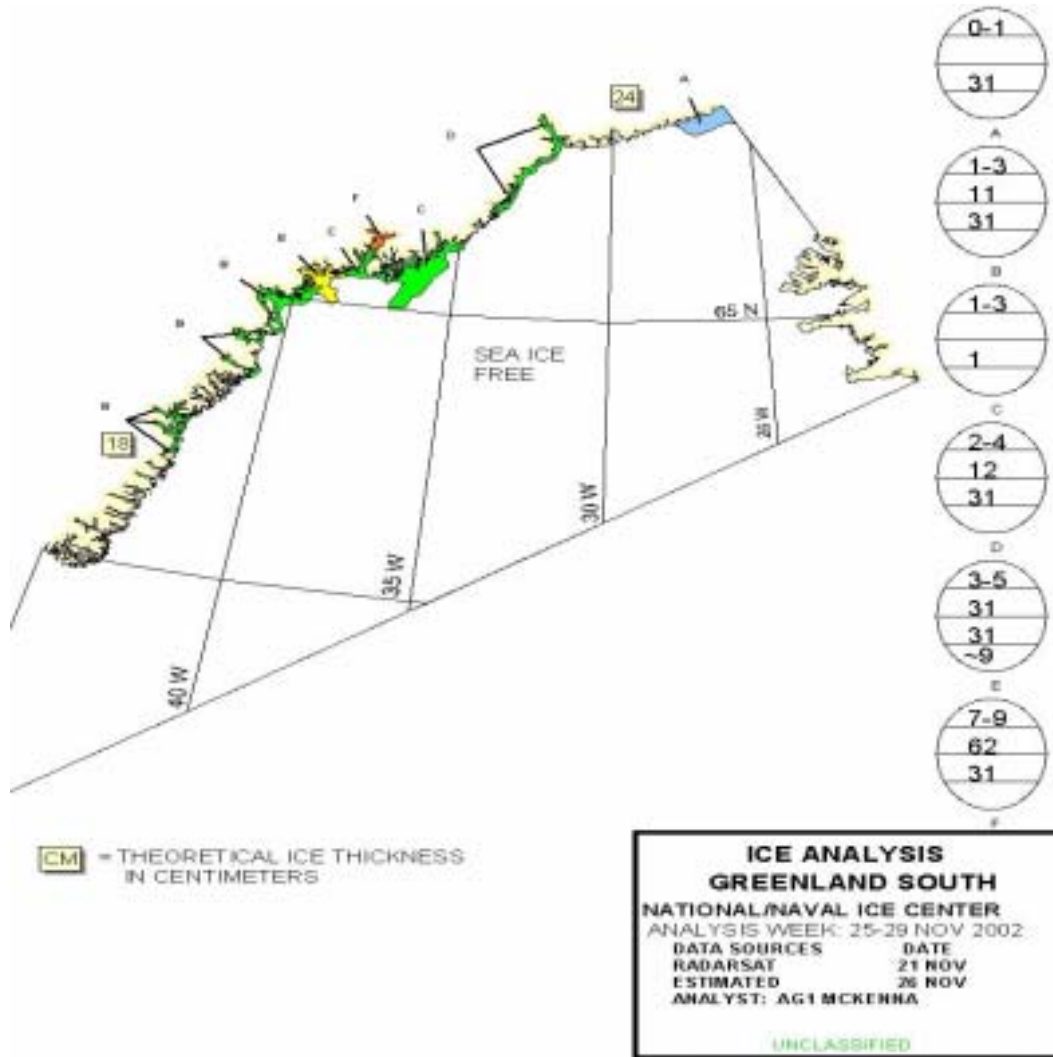 0-1
31
A
1-3
11
31
B
1-3
1
C
2-4
12
31
D
3-5
31
31
~9
E
7-9
62
31
F
24
A
D
F
C
C
18
65 N
SEA ICE
FREE
26 W
30 W
35 W
40 W
CM = THEORETICAL ICE THICKNESS
IN CENTIMETERS
ICE ANALYSIS
GREENLAND SOUTH
NATIONAL/NAVAL ICE CENTER
ANALYSIS WEEK: 25-29 NOV 2002
DATA SOURCES DATE
RADARSAT 21 NOV
ESTIMATED 26 NOV
ANALYST: AG1 MCKENNA
UNCLASSIFIED